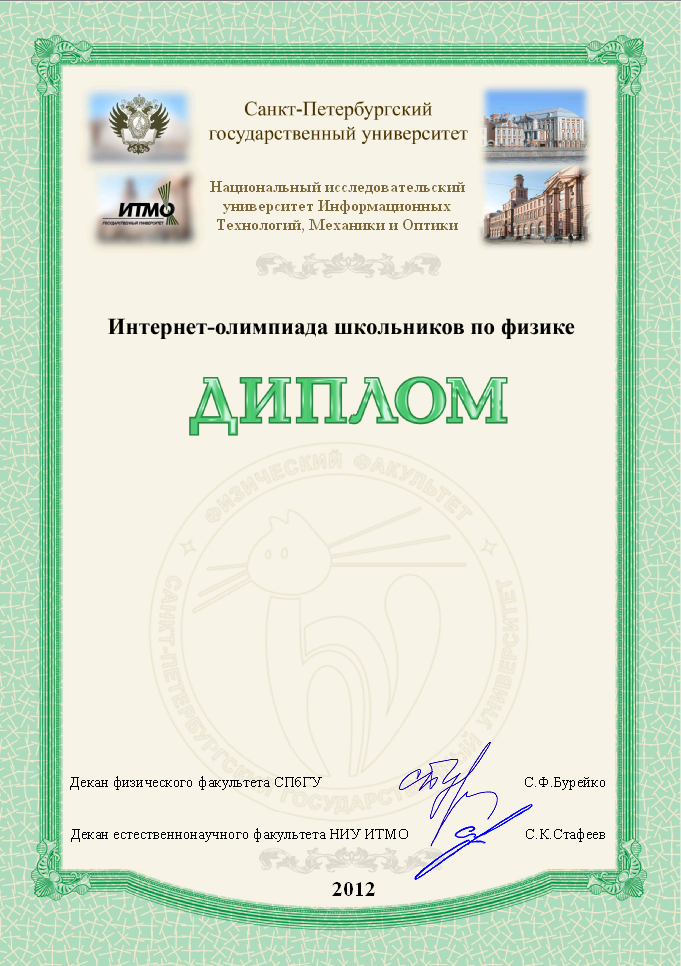 Санкт-Петербургский
государственный университет
Национальный исследовательский
университет Информационных
Технологий, Механики и Оптики
ИТМО
ГОСУДАРСТВЕННЫЙ УНИВЕРСИТЕТ
Интернет-олимпиада школьников по физике
ДИПЛОМ
ФИЗИЧЕСКИЙ ФАКУЛЬТЕТ
САНКТ-ПЕТЕРБУРГСКИЙ ГОСУДАРСТВЕННЫЙ УНИВЕРСИТЕТ
Декан физического факультета СПбГУ С.Ф.Бурейко
Декан естественнонаучного факультета НИУ ИТМО С.К.Стафеев
2012